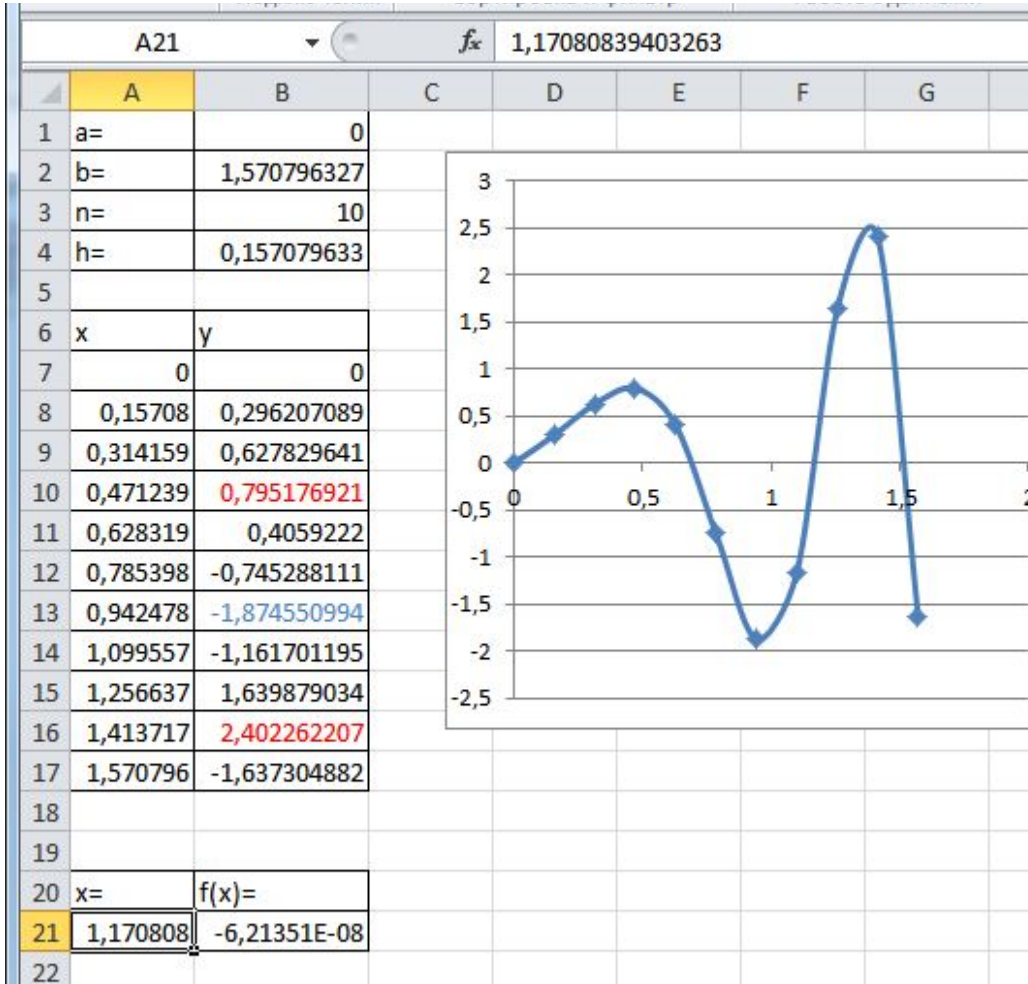 A21 fx 1,17080839403263
A B C D E F G
1 a= 0
2 b= 1,570796327
3 n= 10
4 h= 0,157079633
5
6 x y
7 0 0
8 0,15708 0,296207089
9 0,314159 0,627829641
10 0,471239 0,795176921
11 0,628319 0,4059222
12 0,785398 -0,745288111
13 0,942478 -1,874550994
14 1,099557 -1,161701195
15 1,256637 1,639879034
16 1,413717 2,402262207
17 1,570796 -1,637304882
18
19
20 x= f(x)=
21 1,170808 -6,21351E-08
22
3
2,5
2
1,5
1
0,5
0
-0,5
-1
-1,5
-2
-2,5
0 0,5 1 1,5